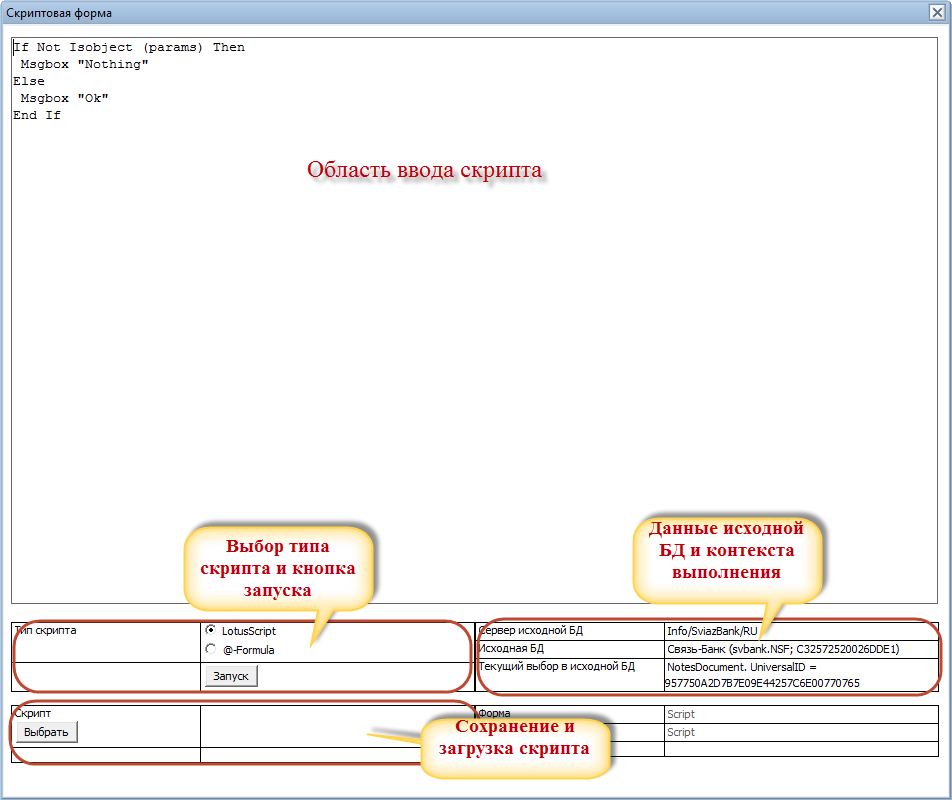 Скриптовая форма
If Not Isobject (params) Then
Msgbox "Nothing"
Else
Msgbox "Ok"
End If
Область ввода скрипта
Выбор типа
скрипта и кнопка
запуска
Данные исходной
БД и контекста
выполнения
Тип скрипта
LotusScript
@-Formula
Запуск
Сервер исходной БД
Info/SviazBank/RU
Исходная БД
Связь-Банк (svbank.NSF; C32572520026DDE1)
Текущий выбор в исходной БД
NotesDocument. UniversalID =
957750A2D7B7E09E44257C6E00770765
Скрипт
Выбрать
Форма
Script
Script
Сохранение и
загрузка скрипта